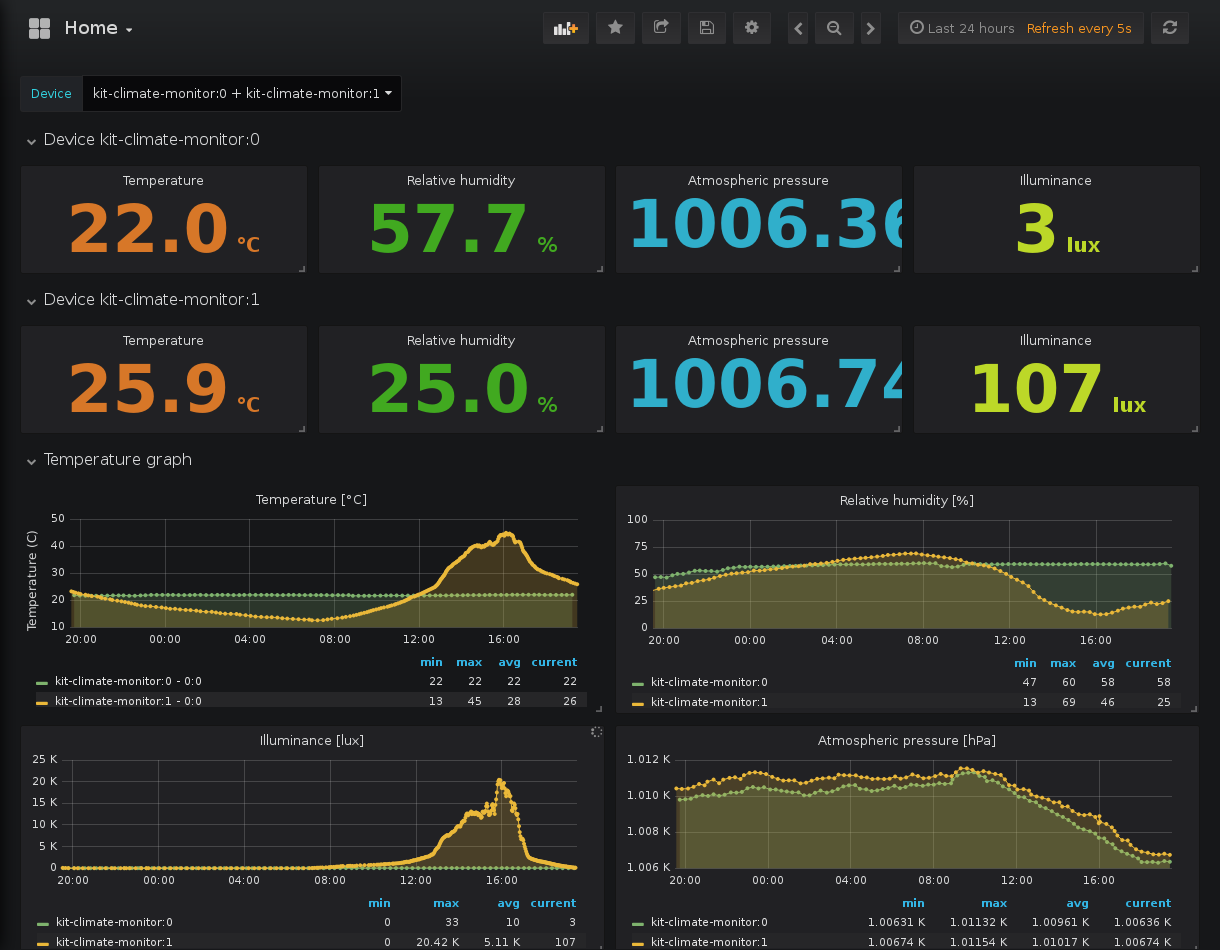 Home
Last 24 hours Refresh every 5s
Device kit-climate-monitor:0 + kit-climate-monitor:1
Device kit-climate-monitor:0
Temperature Relative humidity Atmospheric pressure Illuminance
22.0 °C 57.7 % 1006.36 3 lux
Device kit-climate-monitor:1
Temperature Relative humidity Atmospheric pressure Illuminance
25.9 °C 25.0 % 1006.74 107 lux
Temperature graph
Temperature [°C]
Temperature (C)
50
40
30
20
10
20:00 00:00 04:00 08:00 12:00 16:00
min max avg current
kit-climate-monitor:0 - 0:0 22 22 22 22
kit-climate-monitor:1 - 0:0 13 45 28 26
Relative humidity [%]
100
75
50
25
0
20:00 00:00 04:00 08:00 12:00 16:00
min max avg current
kit-climate-monitor:0 47 60 58 58
kit-climate-monitor:1 13 69 46 25
Illuminance [lux]
25 K
20 K
15 K
10 K
5 K
0
20:00 00:00 04:00 08:00 12:00 16:00
min max avg current
kit-climate-monitor:0 0 33 10 3
kit-climate-monitor:1 0 20.42 K 5.11 K 107
Atmospheric pressure [hPa]
1.012 K
1.010 K
1.008 K
1.006 K
20:00 00:00 04:00 08:00 12:00 16:00
min max avg current
kit-climate-monitor:0 1.00631 K 1.01132 K 1.00961 K 1.00636 K
kit-climate-monitor:1 1.00674 K 1.01154 K 1.01017 K 1.00674 K